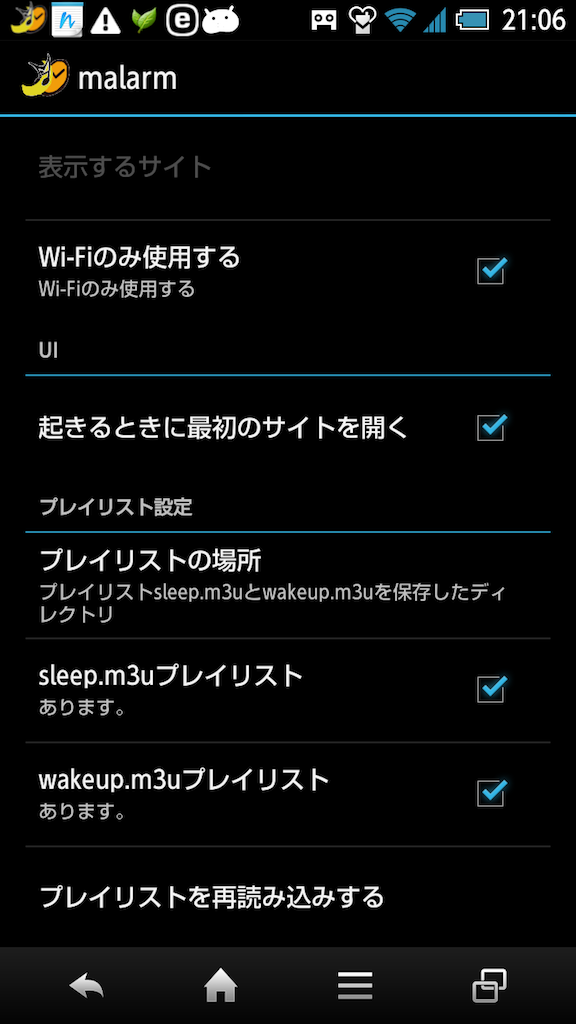 21:06
malarm
表示するサイト
Wi-Fiのみ使用する
Wi-Fiのみ使用する
UI
起きるときに最初のサイトを開く
プレイリスト設定
プレイリストの場所
プレイリストsleep.m3uとwakeup.m3uを保存したディ
レクトリ
sleep.m3uプレイリスト
あります。
wakeup.m3uプレイリスト
あります。
プレイリストを再読み込みする